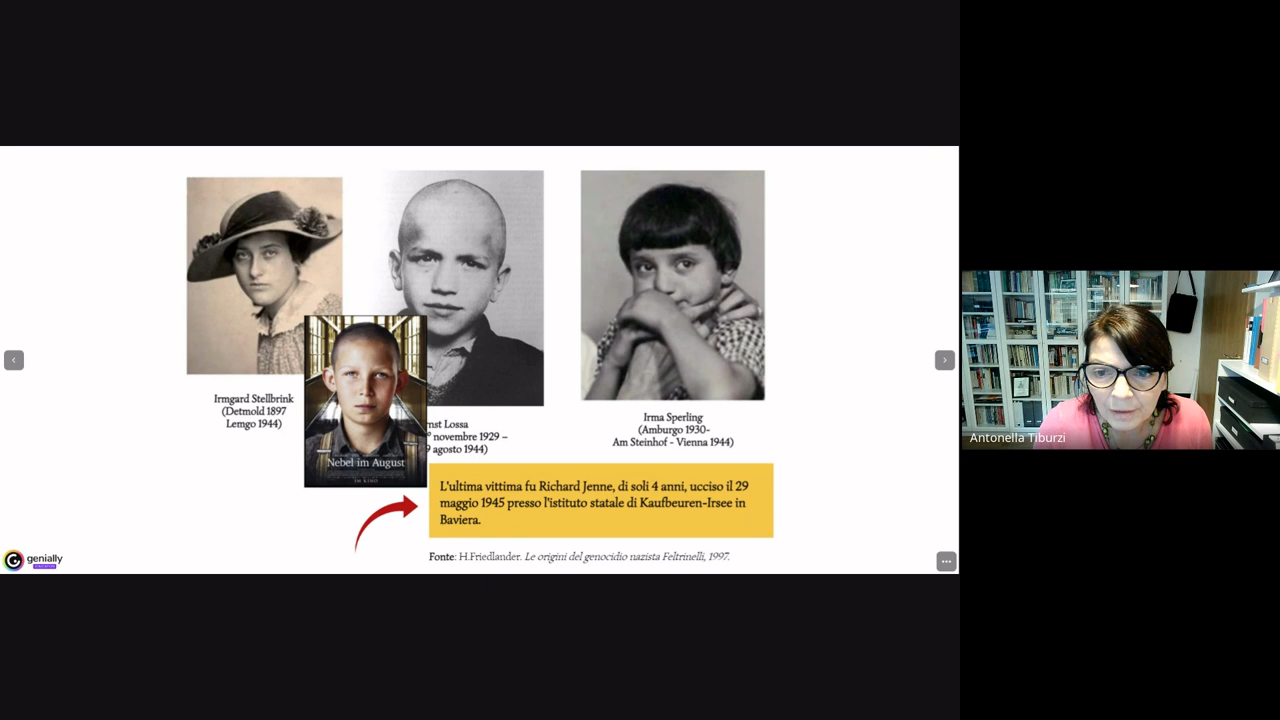 Irmgard Stellbrink
(Detmold 1897
Lemgo 1944)
Nebel im August
IM KINO
nst Lossa
novembre 1929 –
9 agosto 1944)
Irma Sperling
(Amburgo 1930-
Am Steinhof - Vienna 1944)
L'ultima vittima fu Richard Jenne, di soli 4 anni, ucciso il 29
maggio 1945 presso l'istituto statale di Kaufbeuren-Irsee in
Baviera.
Fonte: H.Friedlander. Le origini del genocidio nazista Feltrinelli, 1997.
genially
Antonella Tiburzi